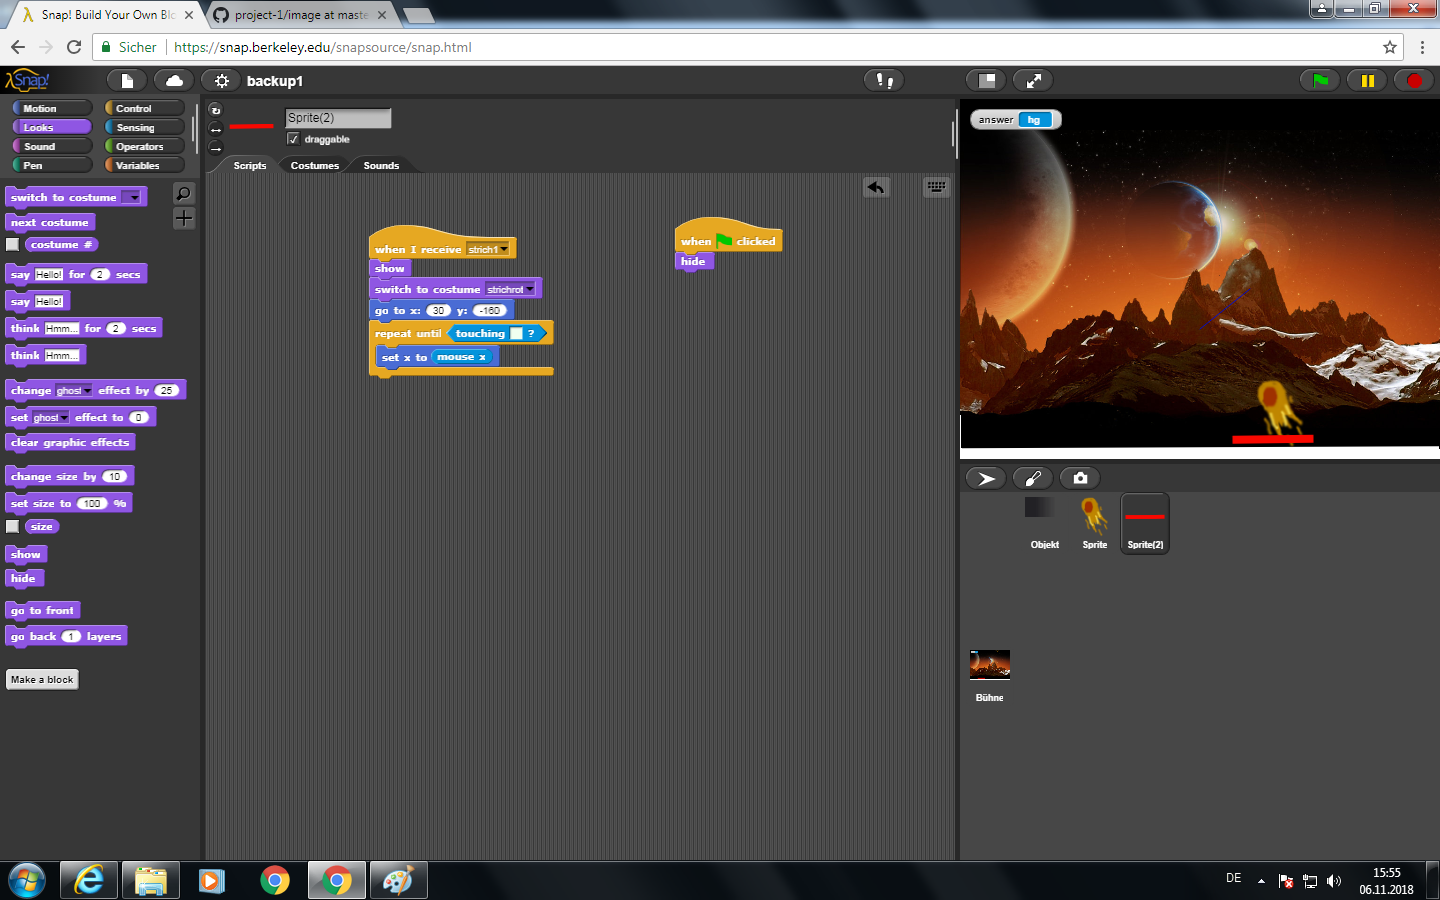 Snap! Build Your Own Blo
project-1/image at maste
Sicher
https://snap.berkeley.edu/snapsource/snap.html
Snap!
backup1
Motion
Control
Looks
Sensing
Sound
Operators
Pen
Variables
Sprite(2)
draggable
Scripts
Costumes
Sounds
switch to costume
next costume
costume #
say Hello! for 2 secs
say Hello!
think Hmm... for 2 secs
think Hmm...
change ghost effect by 25
set ghost effect to 0
clear graphic effects
change size by 10
set size to 100 %
size
show
hide
go to front
go back 1 layers
Make a block
when I receive strich1
show
switch to costume strichrot
go to x: 30 y: -160
repeat until touching ?
set x to mouse x
when clicked
hide
answer hg
Objekt
Sprite
Sprite(2)
Bühne
DE
15:55
06.11.2018